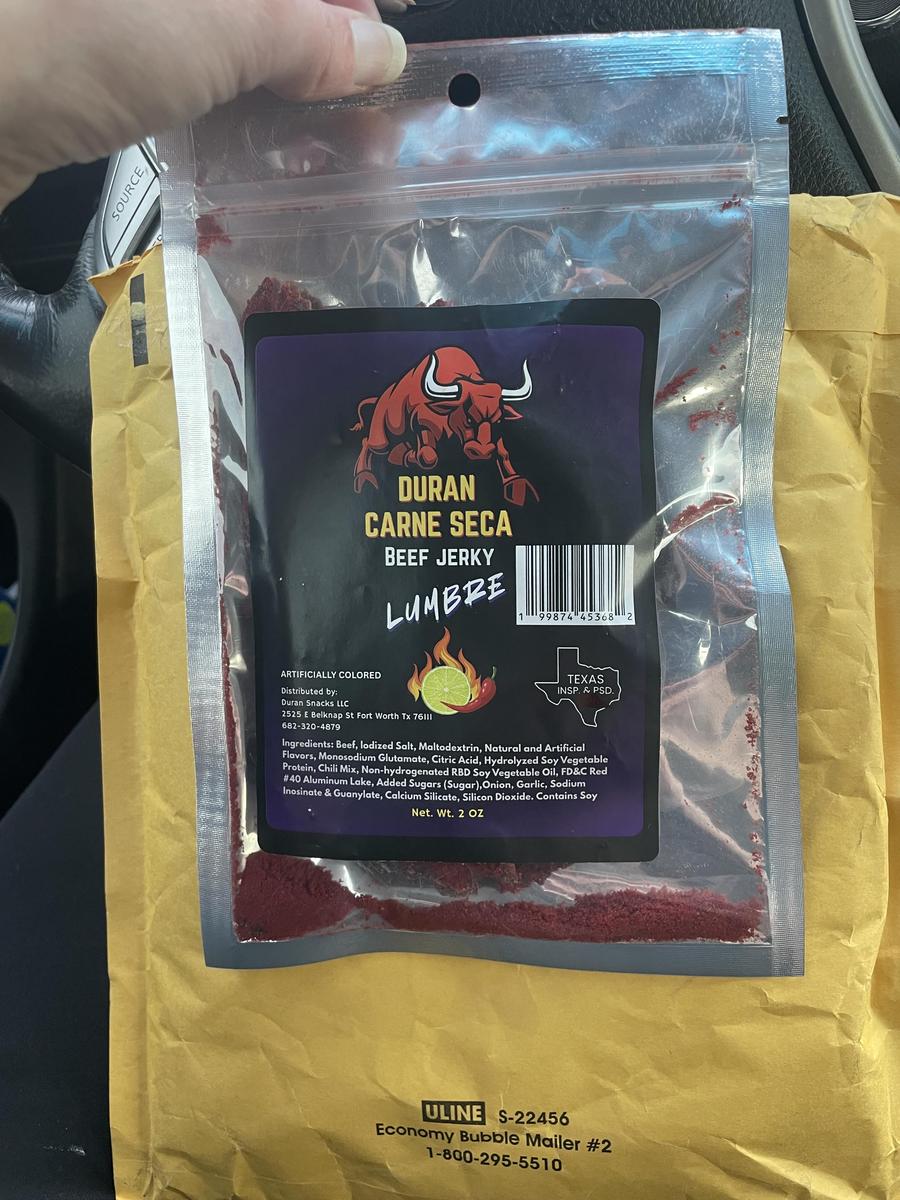 SOURCE
DURAN
CARNE SECA
BEEF JERKY
LUMBRE
1 99874 45368 2
ARTIFICIALLY COLORED
Distributed by:
Duran Snacks LLC
2525 E Belknap St Fort Worth Tx 76111
682-320-4879
TEXAS
INSP. & PSD.
Ingredients: Beef, Iodized Salt, Maltodextrin, Natural and Artificial
Flavors, Monosodium Glutamate, Citric Acid, Hydrolyzed Soy Vegetable
Protein, Chili Mix, Non-hydrogenated RBD Soy Vegetable Oil, FD&C Red
#40 Aluminum Lake, Added Sugars (Sugar),Onion, Garlic, Sodium
Inosinate & Guanylate, Calcium Silicate, Silicon Dioxide. Contains Soy
Net. Wt. 2 OZ
ULINE S-22456
Economy Bubble Mailer #2
1-800-295-5510